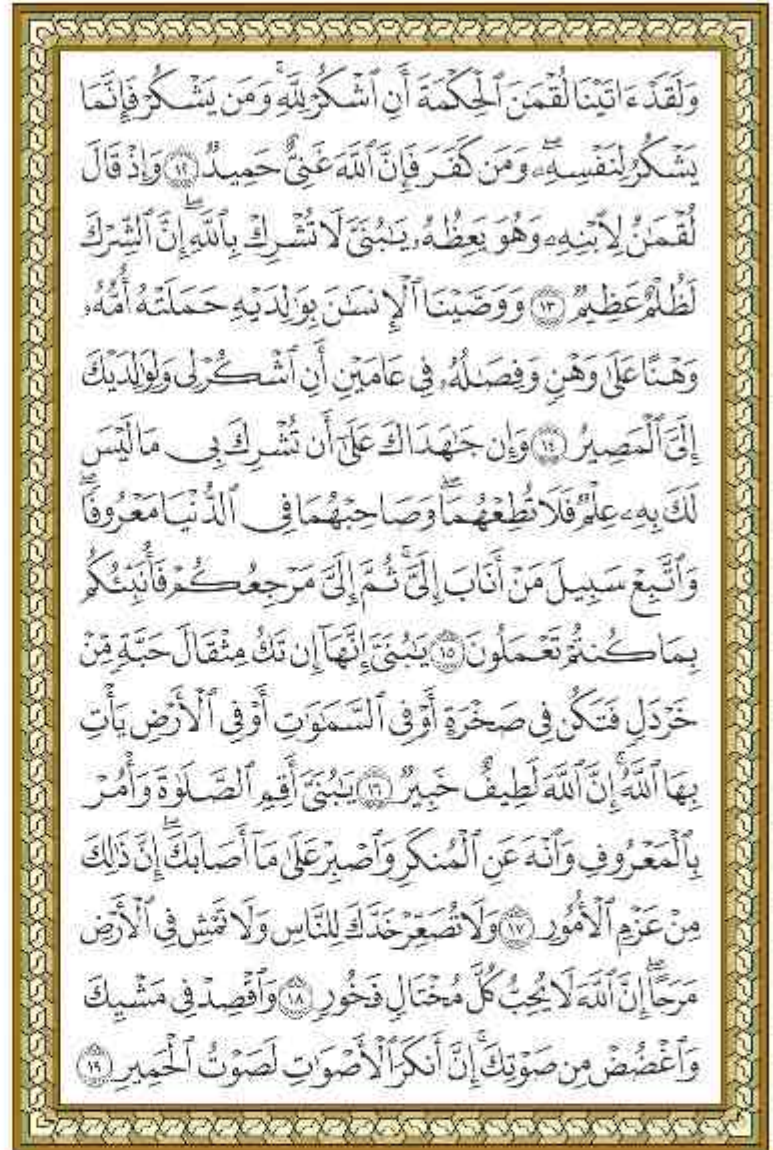 وَلَقَدْ ءَاتَيْنَا لُقْمَٰنَ ٱلْحِكْمَةَ أَنِ ٱشْكُرْ لِلَّهِ ۚ وَمَن يَشْكُرْ فَإِنَّمَا
يَشْكُرُ لِنَفْسِهِۦ ۖ وَمَن كَفَرَ فَإِنَّ ٱللَّهَ غَنِىٌّ حَمِيدٌ ۝١٢ وَإِذْ قَالَ
لُقْمَٰنُ لِٱبْنِهِۦ وَهُوَ يَعِظُهُۥ يَٰبُنَىَّ لَا تُشْرِكْ بِٱللَّهِ ۖ إِنَّ ٱلشِّرْكَ
لَظُلْمٌ عَظِيمٌ ۝١٣ وَوَصَّيْنَا ٱلْإِنسَٰنَ بِوَٰلِدَيْهِ حَمَلَتْهُ أُمُّهُۥ
وَهْنًا عَلَىٰ وَهْنٍ وَفِصَٰلُهُۥ فِى عَامَيْنِ أَنِ ٱشْكُرْ لِى وَلِوَٰلِدَيْكَ
إِلَىَّ ٱلْمَصِيرُ ۝١٤ وَإِن جَٰهَدَاكَ عَلَىٰٓ أَن تُشْرِكَ بِى مَا لَيْسَ
لَكَ بِهِۦ عِلْمٌ فَلَا تُطِعْهُمَا ۖ وَصَاحِبْهُمَا فِى ٱلدُّنْيَا مَعْرُوفًا ۖ
وَٱتَّبِعْ سَبِيلَ مَنْ أَنَابَ إِلَىَّ ۚ ثُمَّ إِلَىَّ مَرْجِعُكُمْ فَأُنَبِّئُكُم
بِمَا كُنتُمْ تَعْمَلُونَ ۝١٥ يَٰبُنَىَّ إِنَّهَآ إِن تَكُ مِثْقَالَ حَبَّةٍ مِّنْ
خَرْدَلٍ فَتَكُن فِى صَخْرَةٍ أَوْ فِى ٱلسَّمَٰوَٰتِ أَوْ فِى ٱلْأَرْضِ يَأْتِ
بِهَا ٱللَّهُ ۚ إِنَّ ٱللَّهَ لَطِيفٌ خَبِيرٌ ۝١٦ يَٰبُنَىَّ أَقِمِ ٱلصَّلَوٰةَ وَأْمُرْ
بِٱلْمَعْرُوفِ وَٱنْهَ عَنِ ٱلْمُنكَرِ وَٱصْبِرْ عَلَىٰ مَآ أَصَابَكَ ۖ إِنَّ ذَٰلِكَ
مِنْ عَزْمِ ٱلْأُمُورِ ۝١٧ وَلَا تُصَعِّرْ خَدَّكَ لِلنَّاسِ وَلَا تَمْشِ فِى ٱلْأَرْضِ
مَرَحًا ۖ إِنَّ ٱللَّهَ لَا يُحِبُّ كُلَّ مُخْتَالٍ فَخُورٍ ۝١٨ وَٱقْصِدْ فِى مَشْيِكَ
وَٱغْضُضْ مِن صَوْتِكَ ۚ إِنَّ أَنكَرَ ٱلْأَصْوَٰتِ لَصَوْتُ ٱلْحَمِيرِ ۝١٩